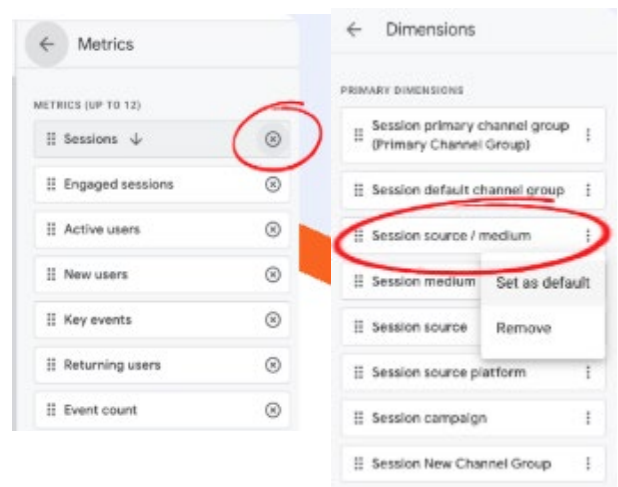 Metrics
METRICS (UP TO 12)
Sessions
Engaged sessions
Active users
New users
Key events
Returning users
Event count
Dimensions
PRIMARY DIMENSIONS
Session primary channel group
(Primary Channel Group)
Session default channel group
Session source / medium
Session medium
Set as default
Session source
Remove
Session source platform
Session campaign
Session New Channel Group